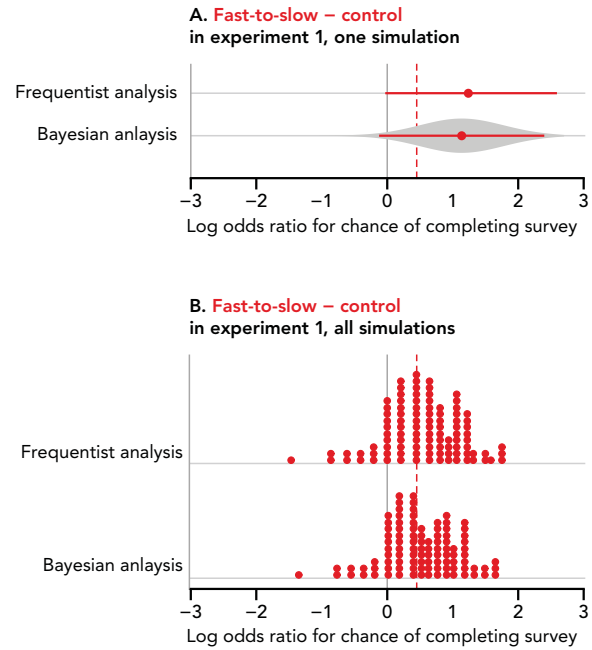 A. Fast-to-slow − control
in experiment 1, one simulation
Frequentist analysis
Bayesian anlaysis
−3 −2 −1 0 1 2 3
Log odds ratio for chance of completing survey
B. Fast-to-slow − control
in experiment 1, all simulations
Frequentist analysis
Bayesian anlaysis
−3 −2 −1 0 1 2 3
Log odds ratio for chance of completing survey